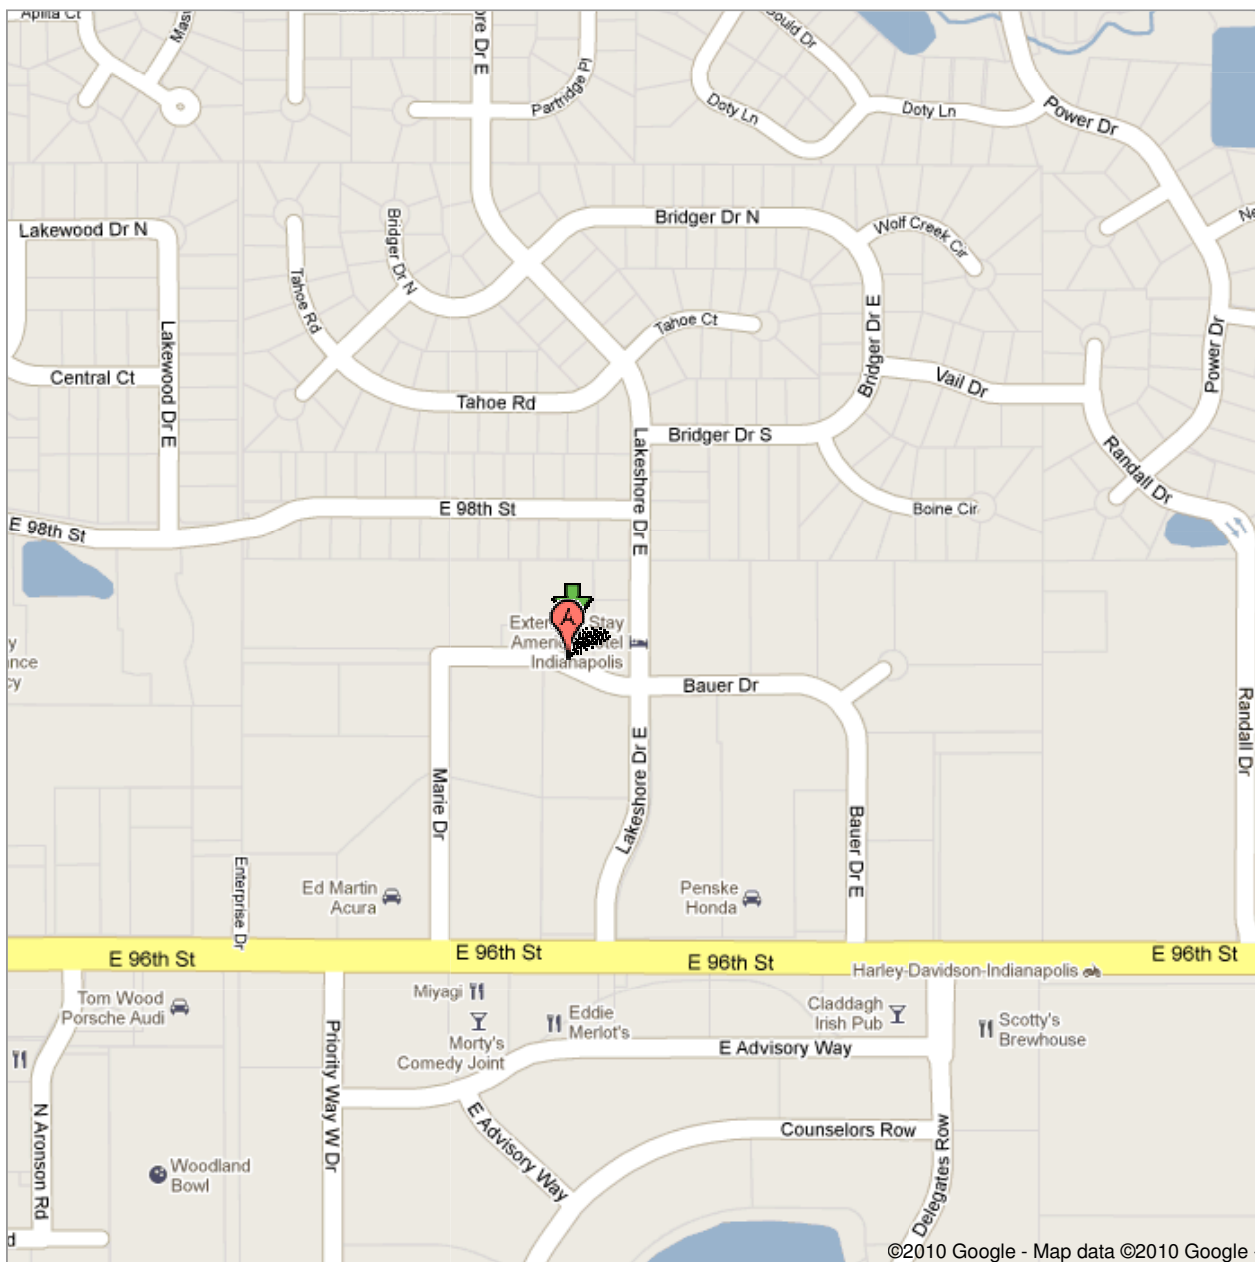 Apilta Ct
ore Dr E
Partridge Pl
Gould Dr
Doty Ln
Doty Ln
Power Dr
Lakewood Dr N
Bridger Dr N
Bridger Dr N
Wolf Creek Cir
Tahoe Rd
Tahoe Ct
Bridger Dr E
Power Dr
Lakewood Dr E
Central Ct
Vail Dr
Tahoe Rd
Bridger Dr S
Randall Dr
Lakeshore Dr E
E 98th St
E 98th St
Boine Cir
A
Stay
Indianapolis
Bauer Dr
Randall Dr
Lakeshore Dr E
Marie Dr
Bauer Dr E
Enterprise Dr
Ed Martin
Acura
Penske
Honda
E 96th St
E 96th St
E 96th St
E 96th St
Harley-Davidson-Indianapolis
Tom Wood
Porsche Audi
Miyagi
Morty's
Comedy Joint
Eddie
Merlot's
Claddagh
Irish Pub
Scotty's
Brewhouse
E Advisory Way
Priority Way W Dr
N Aronson Rd
E Advisory Way
Counselors Row
Delegates Row
Woodland
Bowl
©2010 Google - Map data ©2010 Google -